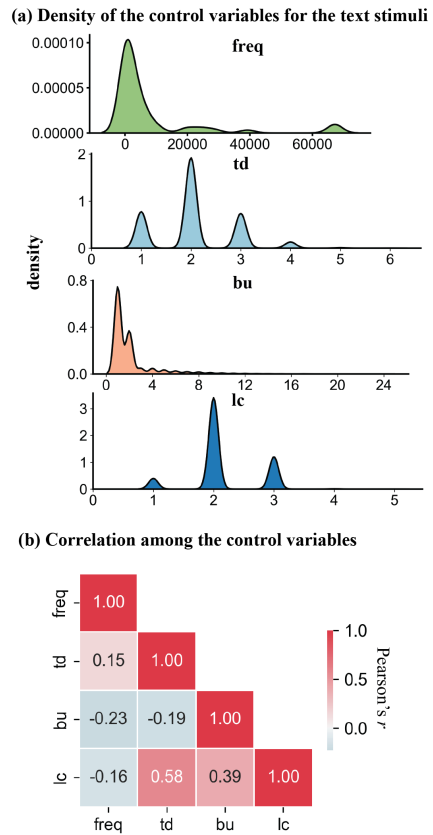 (a) Density of the control variables for the text stimuli
freq
0.00010
0.00005
0.00000
0 20000 40000 60000
td
2
1
0
0 1 2 3 4 5 6
density
bu
0.8
0.4
0.0
0 4 8 12 16 20 24
lc
3
2
1
0
0 1 2 3 4 5
(b) Correlation among the control variables
freq 1.00
td 0.15 1.00
bu -0.23 -0.19 1.00
lc -0.16 0.58 0.39 1.00
freq td bu lc
1.0
0.5
0.0
Pearson's r